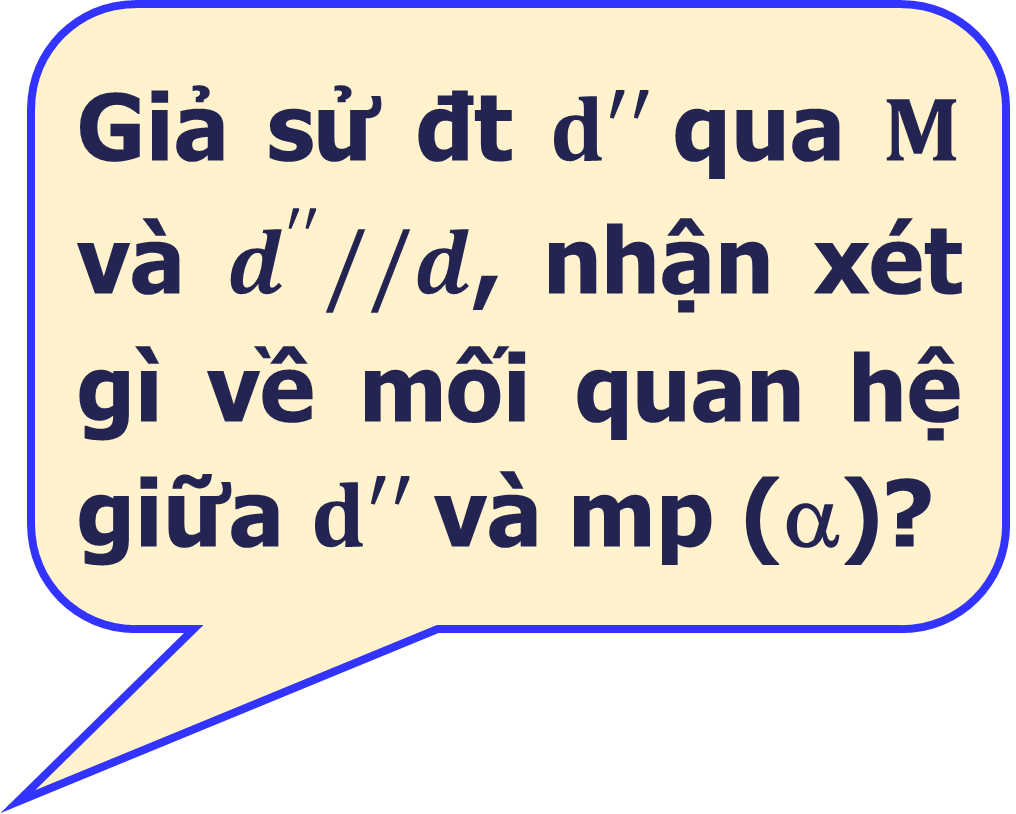 Giả sử đt d′′ qua M
và d′′//d, nhận xét
gì về mối quan hệ
giữa d′′ và mp (α)?